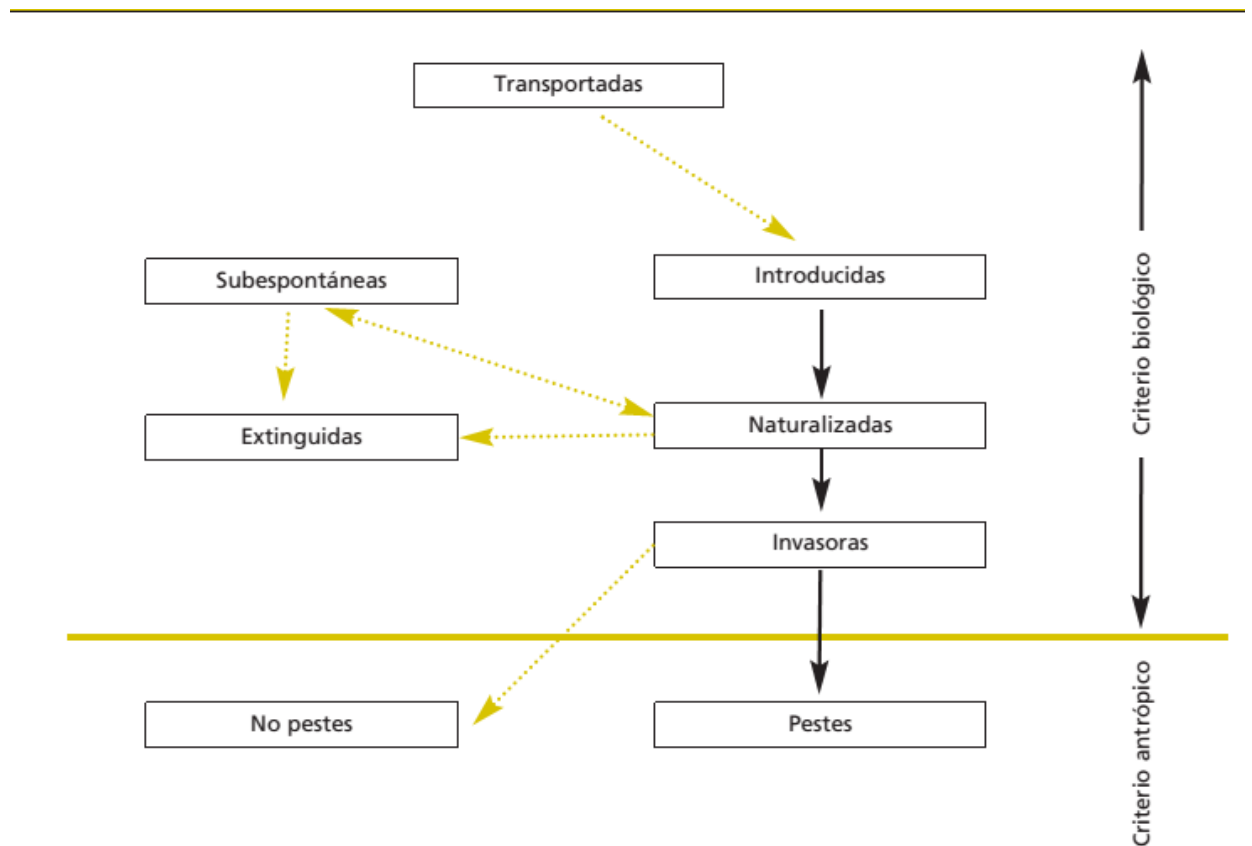 Transportadas
Subespontáneas
Introducidas
Extinguidas
Naturalizadas
Invasoras
No pestes
Pestes
Criterio biológico
Criterio antrópico